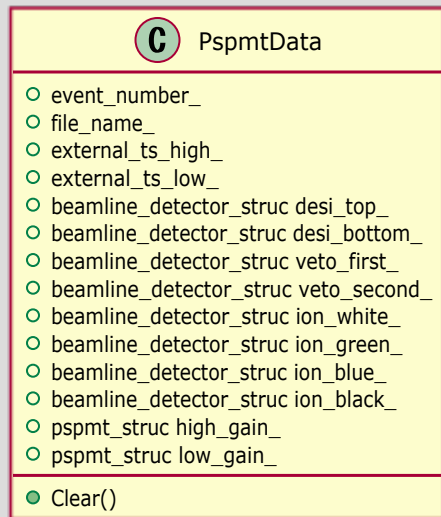 C PspmtData
event_number_
file_name_
external_ts_high_
external_ts_low_
beamline_detector_struc desi_top_
beamline_detector_struc desi_bottom_
beamline_detector_struc veto_first_
beamline_detector_struc veto_second_
beamline_detector_struc ion_white_
beamline_detector_struc ion_green_
beamline_detector_struc ion_blue_
beamline_detector_struc ion_black_
pspmt_struc high_gain_
pspmt_struc low_gain_
Clear()